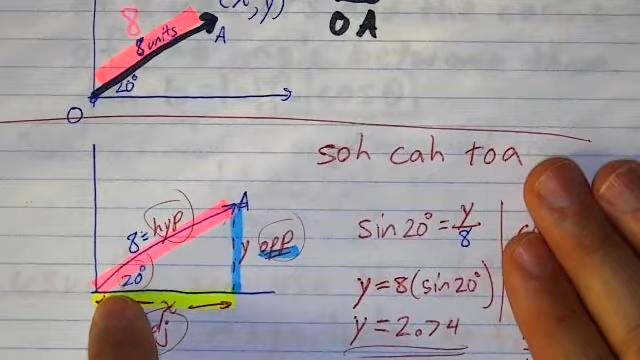 (x, y)
8
8 units
A
OA
20°
O
soh cah toa
A
8 = hyp
y opp
20°
x
sin 20° = y/8
y = 8(sin 20°)
y = 2.74